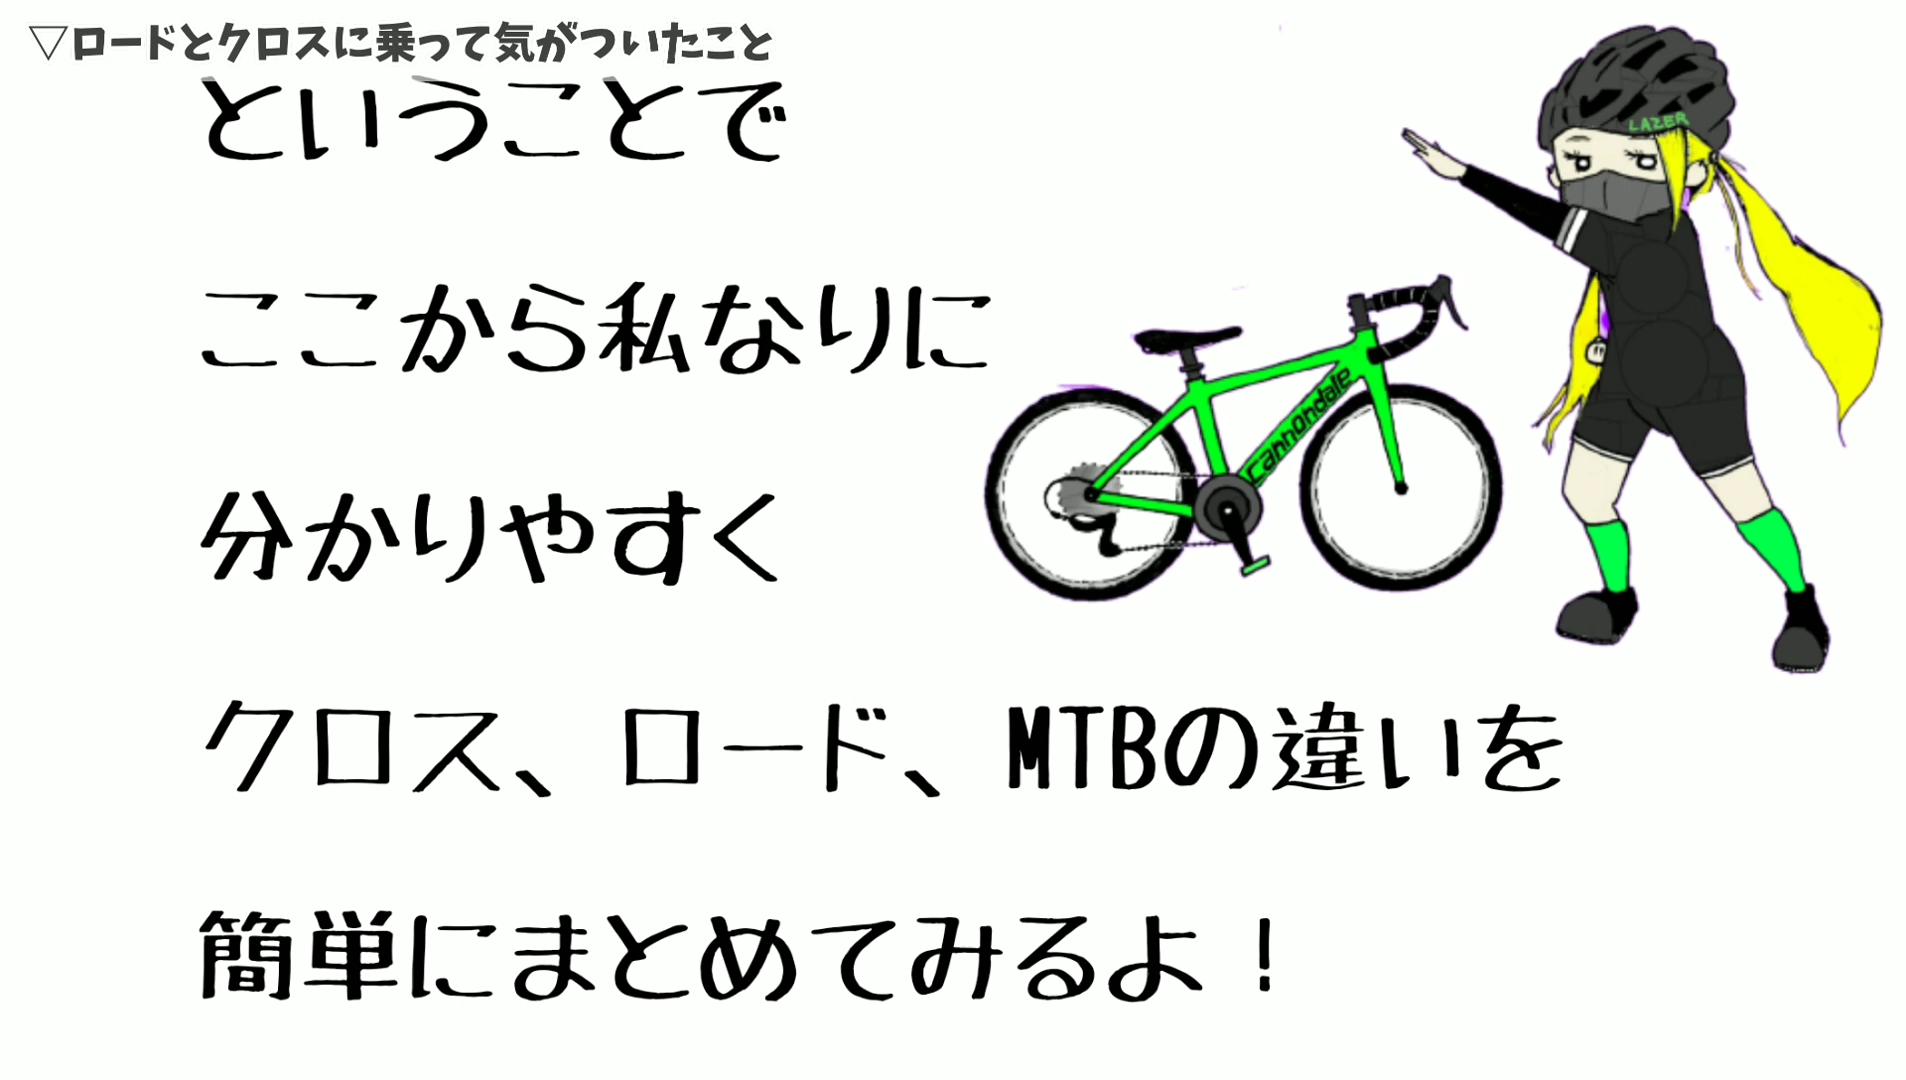 ▽ロードとクロスに乗って気がついたこと
ということで
ここから私なりに
分かりやすく
クロス、ロード、MTBの違いを
簡単にまとめてみるよ！
LAZER
cannondale